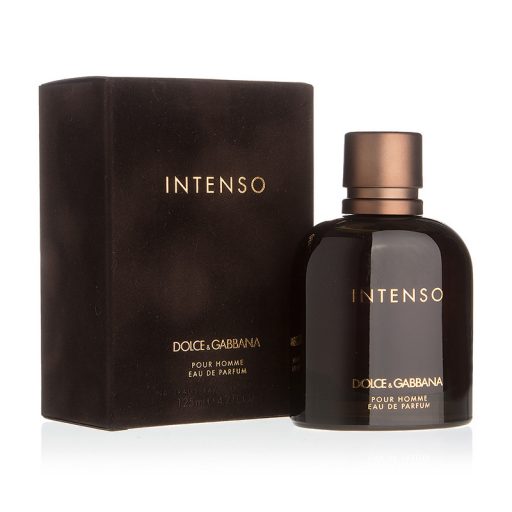 INTENSO
DOLCE & GABBANA
POUR HOMME
EAU DE PARFUM
INTENSO
DOLCE & GABBANA
POUR HOMME
EAU DE PARFUM